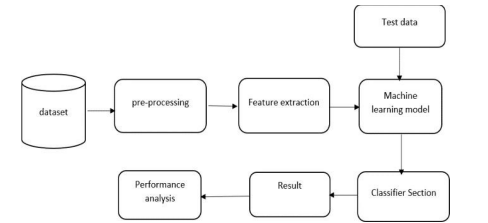 Test data
dataset
pre-processing
Feature extraction
Machine
learning model
Performance
analysis
Result
Classifier Section